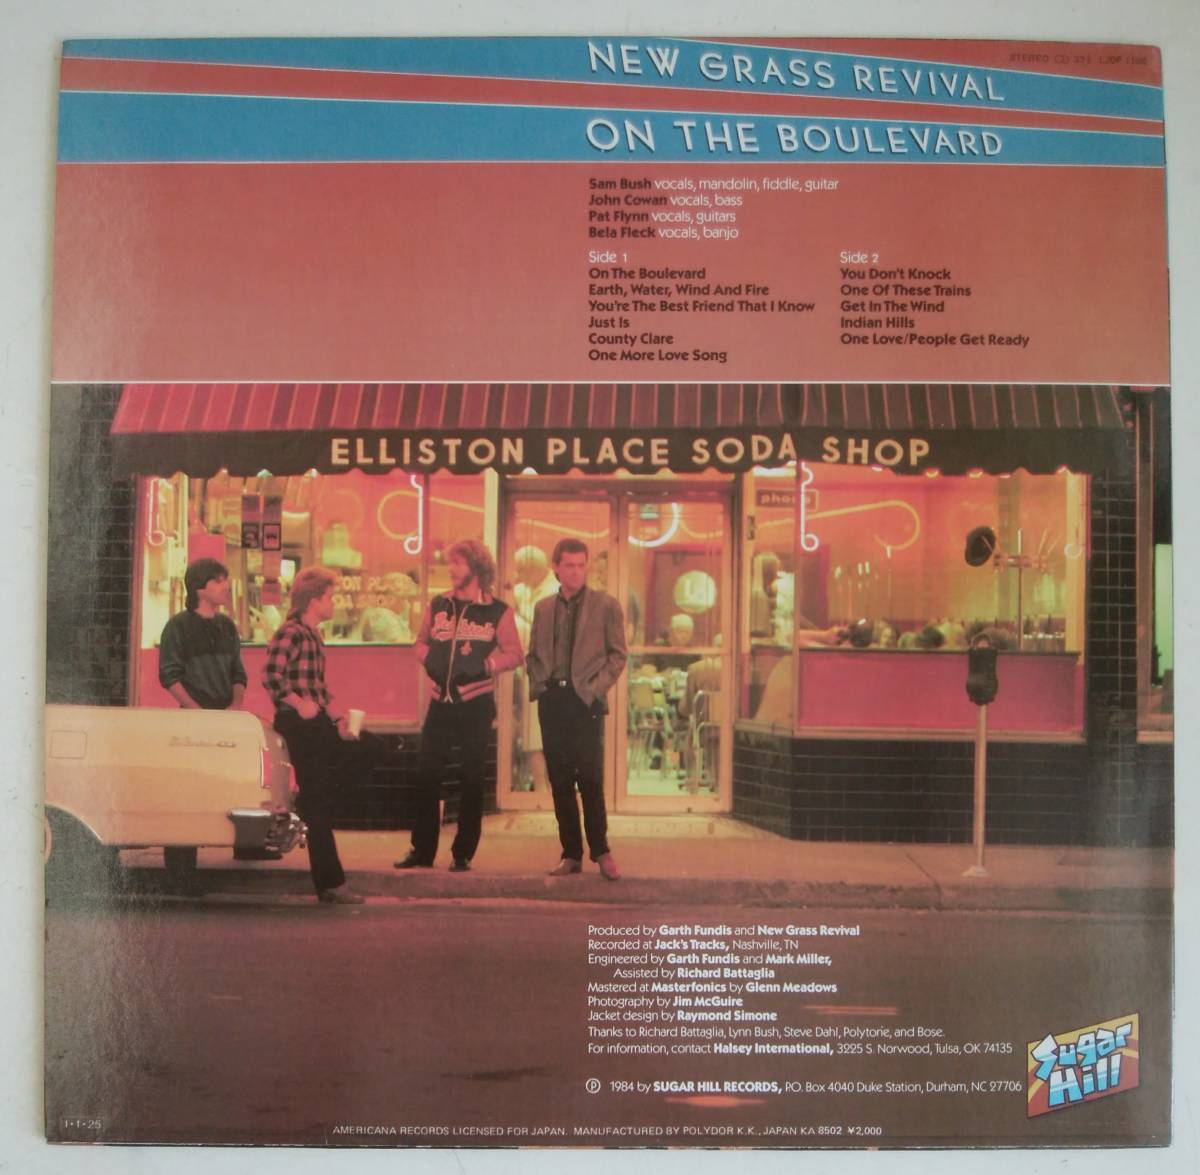 NEW GRASS REVIVAL
ON THE BOULEVARD
Sam Bush vocals, mandolin, fiddle, guitar
John Cowan vocals, bass
Pat Flynn vocals, guitars
Bela Fleck vocals, banjo
Side 1
On The Boulevard
Earth, Water, Wind And Fire
You're The Best Friend That I Know
Just Is
County Clare
One More Love Song
Side 2
You Don't Knock
One Of These Trains
Get In The Wind
Indian Hills
One Love/People Get Ready
ELLISTON PLACE SODA SHOP
Produced by Garth Fundis and New Grass Revival
Recorded at Jack's Tracks, Nashville, TN
Engineered by Garth Fundis and Mark Miller,
Assisted by Richard Battaglia
Mastered at Masterfonics by Glenn Meadows
Photography by Jim McGuire
Jacket design by Raymond Simone
Thanks to Richard Battaglia, Lynn Bush, Steve Dahl, Polytone, and Bose.
For information, contact Halsey International, 3225 S. Norwood, Tulsa, OK 74135
Ⓟ 1984 by SUGAR HILL RECORDS, P.O. Box 4040 Duke Station, Durham, NC 27706
Sugar
Hill
1·1·25
AMERICANA RECORDS LICENSED FOR JAPAN. MANUFACTURED BY POLYDOR K.K., JAPAN KA 8502 ¥2,000